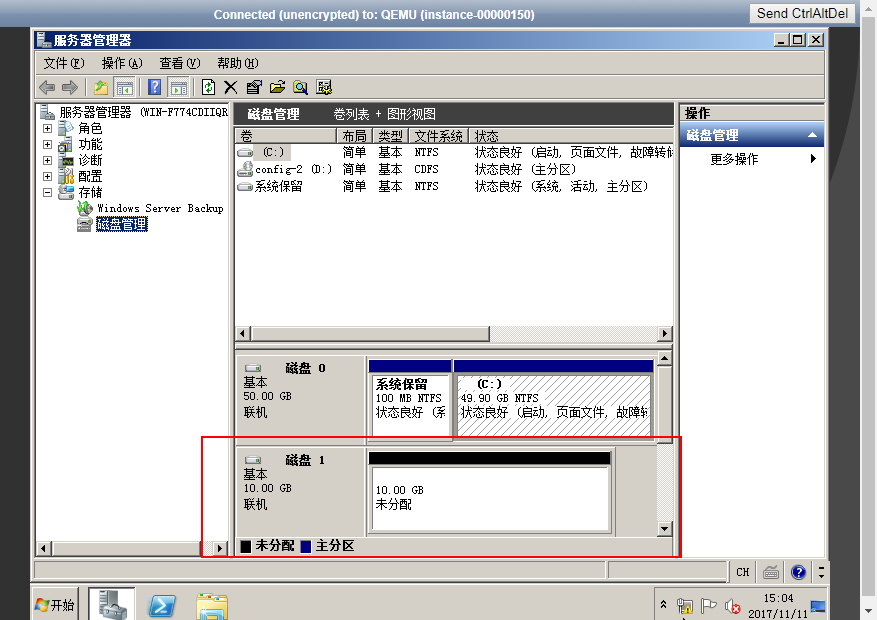 Connected (unencrypted) to: QEMU (instance-00000150)
Send CtrlAltDel
服务器管理器
文件(F) 操作(A) 查看(V) 帮助(H)
服务器管理器 (WIN-F774CDIIQR
角色
功能
诊断
配置
存储
Windows Server Backup
磁盘管理
磁盘管理 卷列表 + 图形视图
卷 布局 类型 文件系统 状态
(C:) 简单 基本 NTFS 状态良好 (启动, 页面文件, 故障转
config-2 (D:) 简单 基本 CDFS 状态良好 (主分区)
系统保留 简单 基本 NTFS 状态良好 (系统, 活动, 主分区)
磁盘 0
基本
50.00 GB
联机
系统保留
100 MB NTFS
状态良好 (系
(C:)
49.90 GB NTFS
状态良好 (启动, 页面文件, 故障
磁盘 1
基本
10.00 GB
联机
10.00 GB
未分配
未分配 主分区
操作
磁盘管理
更多操作
CH
开始
15:04
2017/11/11